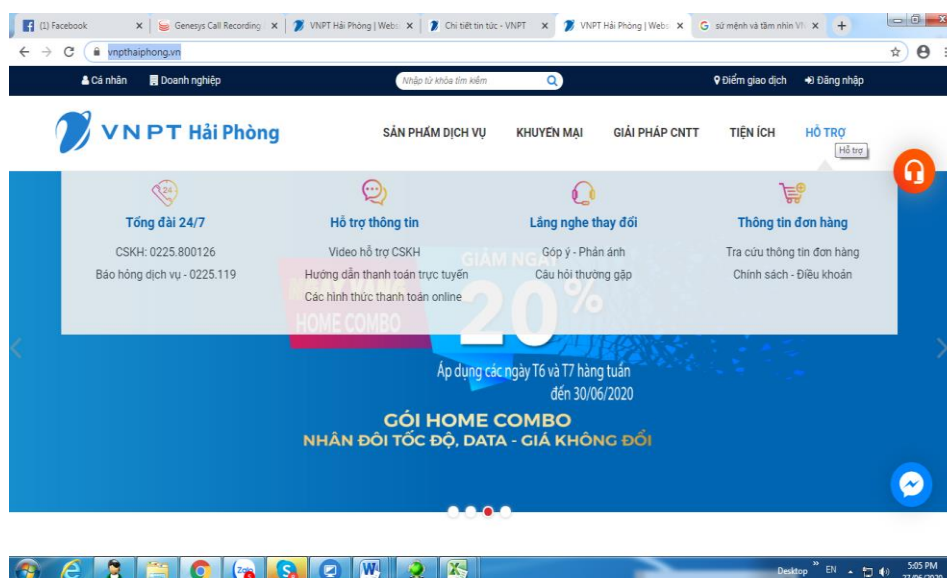 (1) Facebook
Genesys Call Recording
VNPT Hải Phòng | Webs
Chi tiết tin tức - VNPT
VNPT Hải Phòng | Webs
sứ mệnh và tầm nhìn VN
vnpthaiphong.vn
Cá nhân
Doanh nghiệp
Nhập từ khóa tìm kiếm
Điểm giao dịch
Đăng nhập
VNPT Hải Phòng
SẢN PHẨM DỊCH VỤ
KHUYẾN MẠI
GIẢI PHÁP CNTT
TIỆN ÍCH
HỖ TRỢ
Hỗ trợ
24
Tổng đài 24/7
CSKH: 0225.800126
Báo hỏng dịch vụ - 0225.119
Hỗ trợ thông tin
Video hỗ trợ CSKH
Hướng dẫn thanh toán trực tuyến
Các hình thức thanh toán online
Lắng nghe thay đổi
Góp ý - Phản ánh
Câu hỏi thường gặp
Thông tin đơn hàng
Tra cứu thông tin đơn hàng
Chính sách - Điều khoản
GIẢM NGAY
20%
HOME COMBO
Áp dụng các ngày T6 và T7 hàng tuần
đến 30/06/2020
GÓI HOME COMBO
NHÂN ĐÔI TỐC ĐỘ, DATA - GIÁ KHÔNG ĐỔI
Zalo
Desktop
EN
5:05 PM
27/06/2020